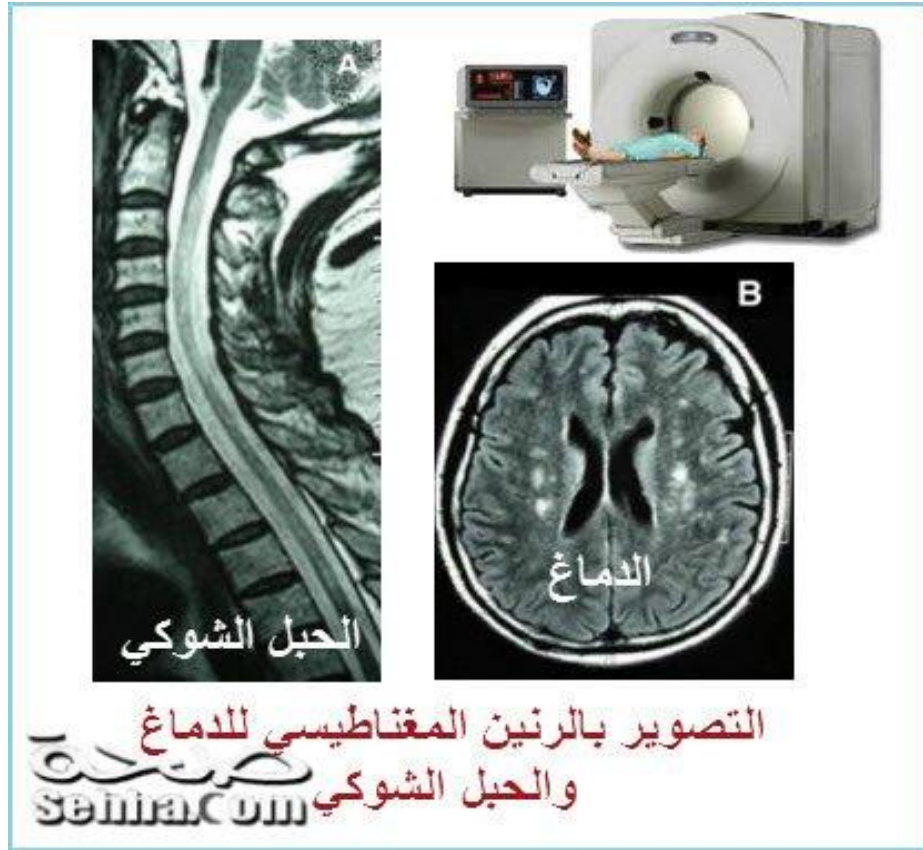 A
B
الدماغ
الحبل الشوكي
التصوير بالرنين المغناطيسي للدماغ
والحبل الشوكي
صحة
Sehha.Com